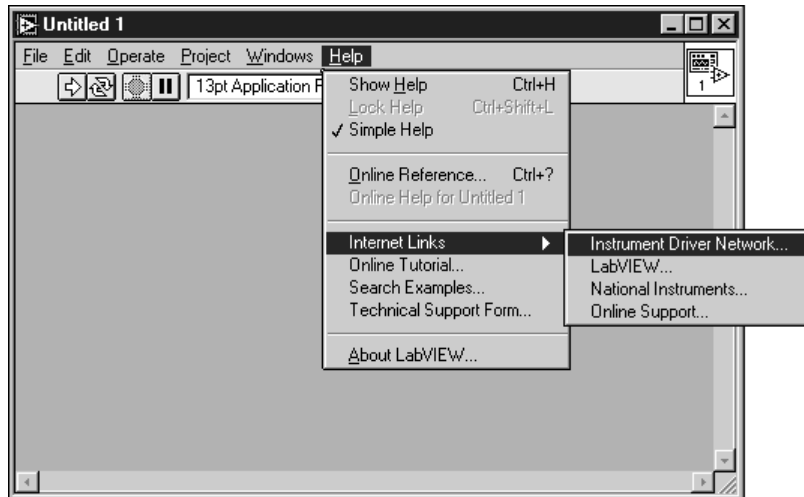 Untitled 1
File Edit Operate Project Windows Help
13pt Application F
1
Show Help Ctrl+H
Lock Help Ctrl+Shift+L
✓ Simple Help
Online Reference... Ctrl+?
Online Help for Untitled 1
Internet Links
Online Tutorial...
Search Examples...
Technical Support Form...
About LabVIEW...
Instrument Driver Network...
LabVIEW...
National Instruments...
Online Support...